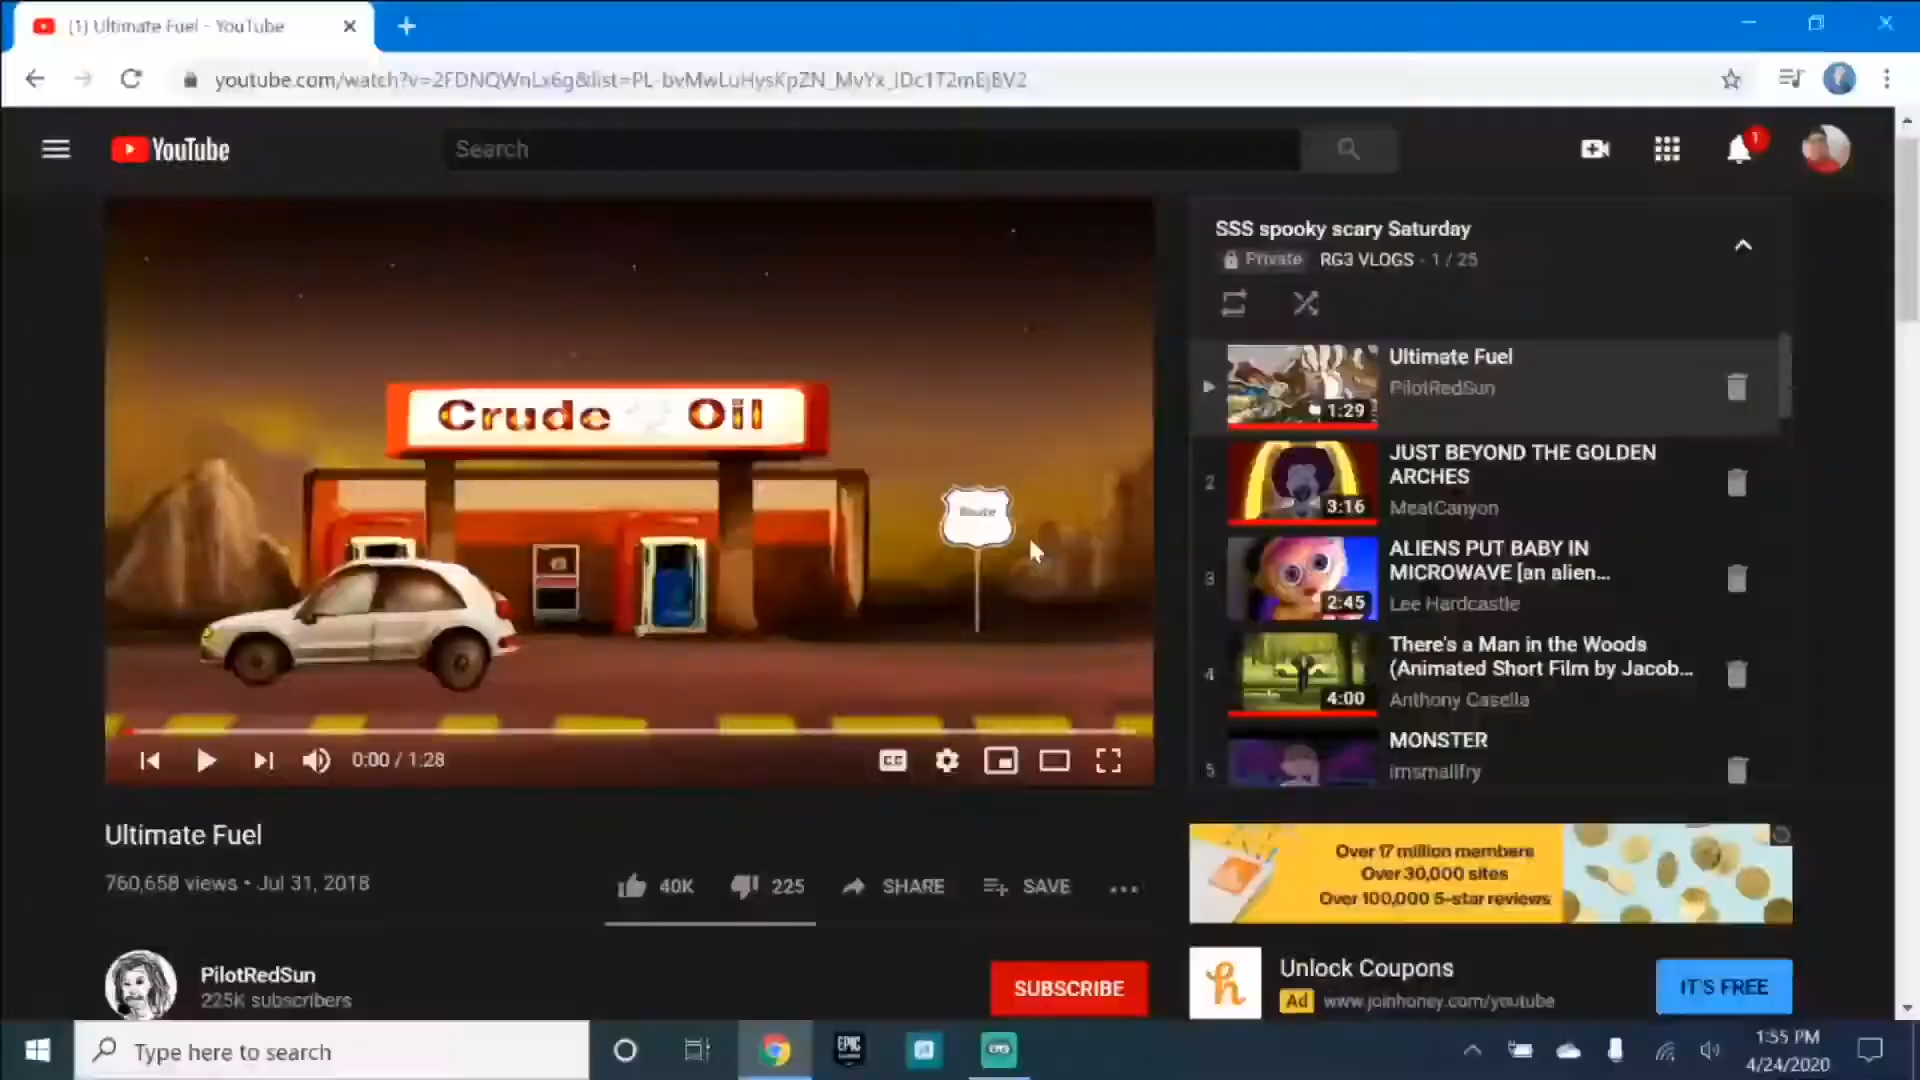 (1) Ultimate Fuel - YouTube
youtube.com/watch?v=2FDNQWnLx6g&list=PL-bvMwLuHysKpZN_MvYx_JDc1T2mEjBV2
YouTube
Search
1
Crude Oil
Route
0:00 / 1:28
CC
SSS spooky scary Saturday
Private RG3 VLOGS - 1 / 25
Ultimate Fuel
PilotRedSun
1:29
2
JUST BEYOND THE GOLDEN
ARCHES
MeatCanyon
3:16
3
ALIENS PUT BABY IN
MICROWAVE [an alien...
Lee Hardcastle
2:45
4
There's a Man in the Woods
(Animated Short Film by Jacob...
Anthony Casella
4:00
5
MONSTER
imsmallfry
Ultimate Fuel
760,658 views • Jul 31, 2018
40K
225
SHARE
SAVE
PilotRedSun
225K subscribers
SUBSCRIBE
Over 17 million members
Over 30,000 sites
Over 100,000 5-star reviews
h
Unlock Coupons
Ad www.joinhoney.com/youtube
IT'S FREE
Type here to search
EPIC
1:55 PM
4/24/2020